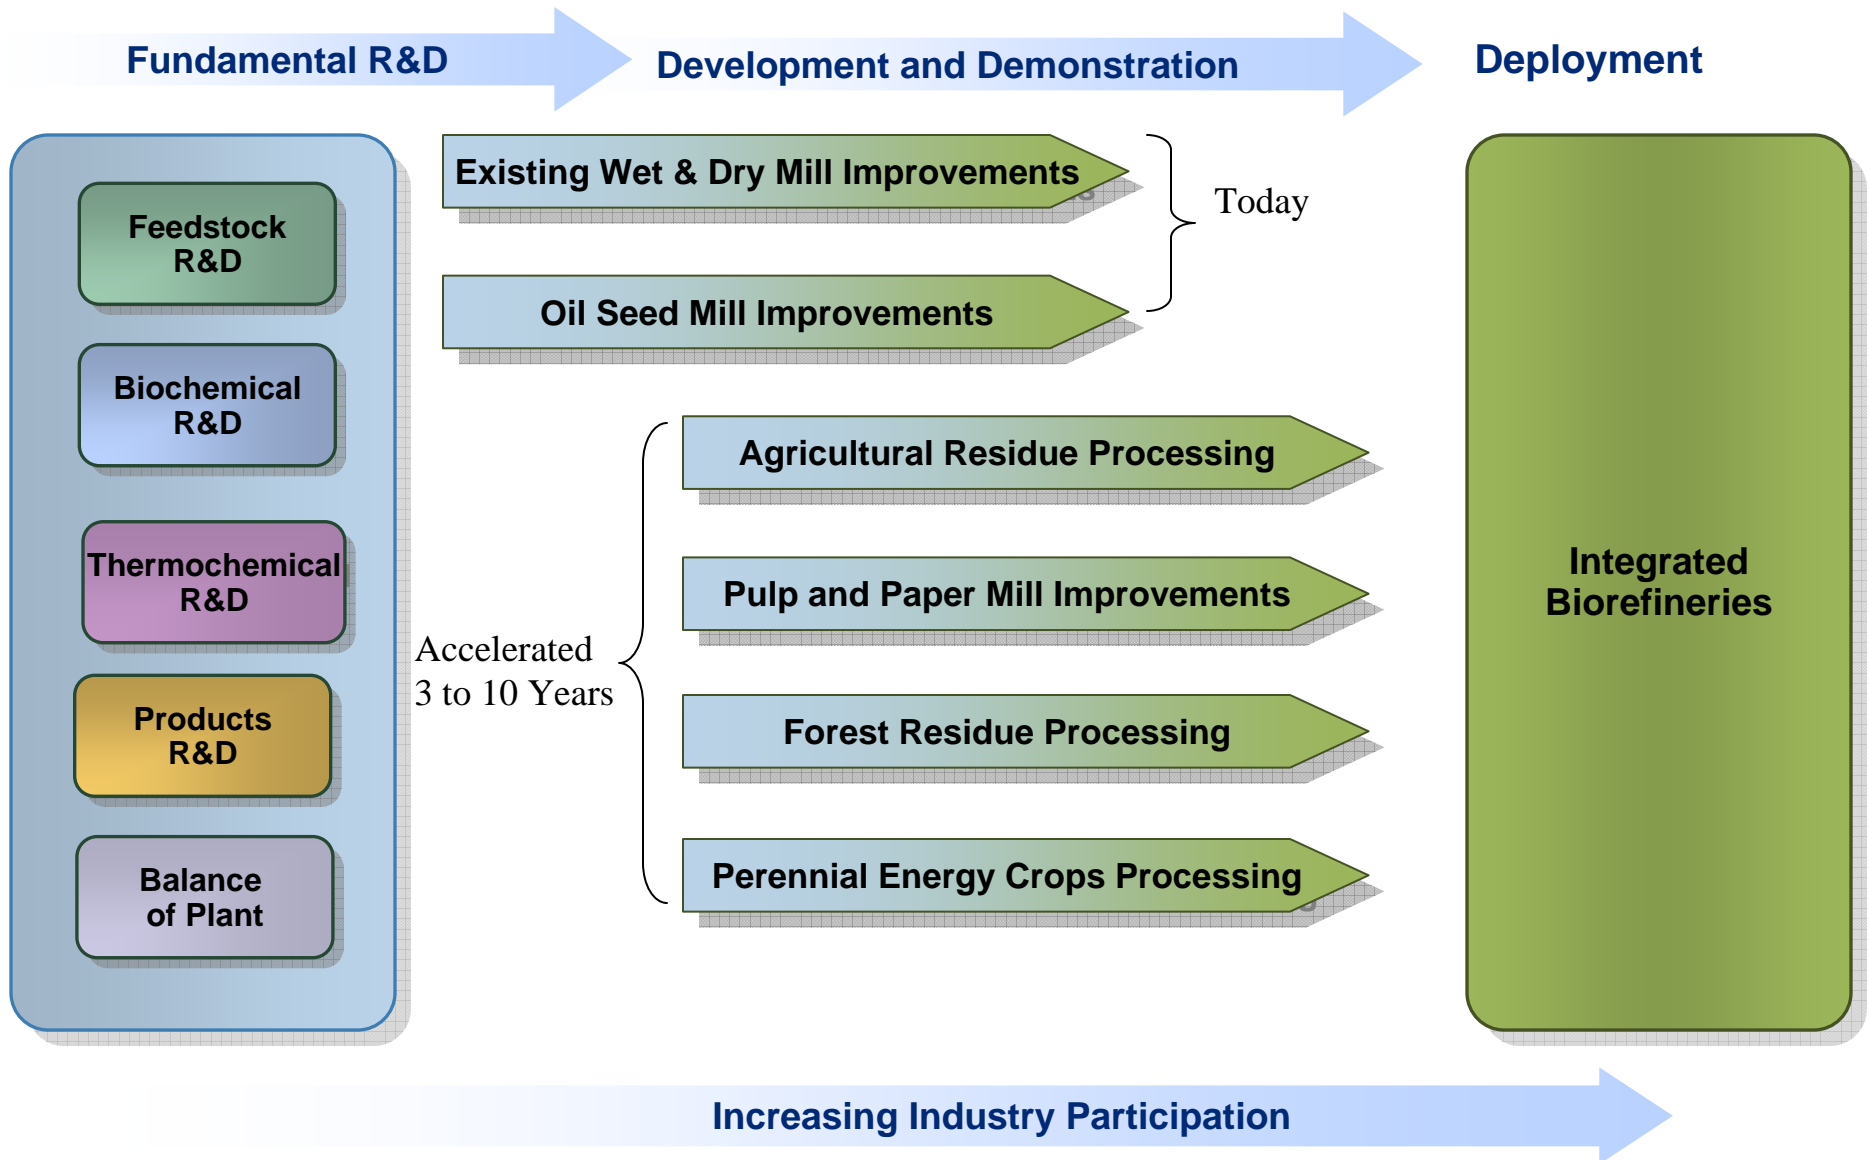 Fundamental R&D
Development and Demonstration
Deployment
Feedstock
R&D
Biochemical
R&D
Thermochemical
R&D
Products
R&D
Balance
of Plant
Existing Wet & Dry Mill Improvements
Oil Seed Mill Improvements
Today
Accelerated
3 to 10 Years
Agricultural Residue Processing
Pulp and Paper Mill Improvements
Forest Residue Processing
Perennial Energy Crops Processing
Integrated
Biorefineries
Increasing Industry Participation